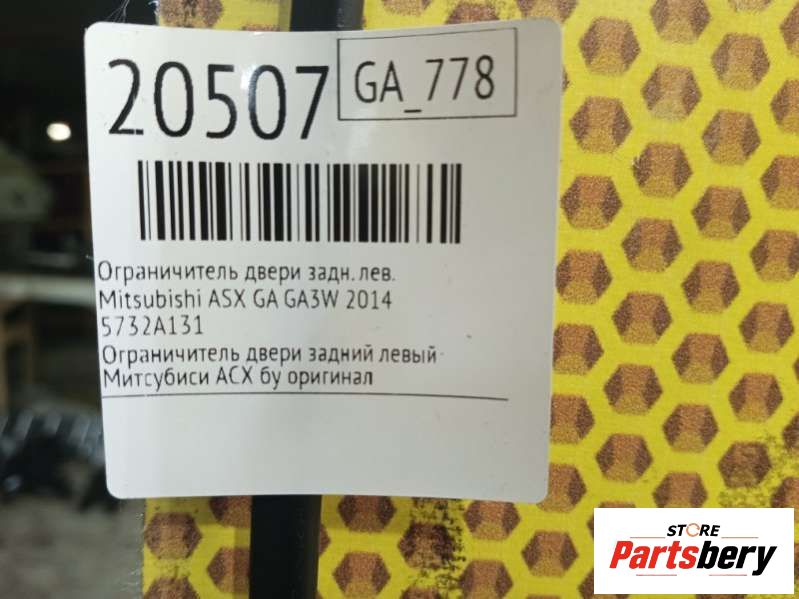 20507
GA_778
Ограничитель двери задн. лев.
Mitsubishi ASX GA GA3W 2014
5732A131
Ограничитель двери задний левый
Митсубиси АСХ бу оригинал
STORE
Partsbery